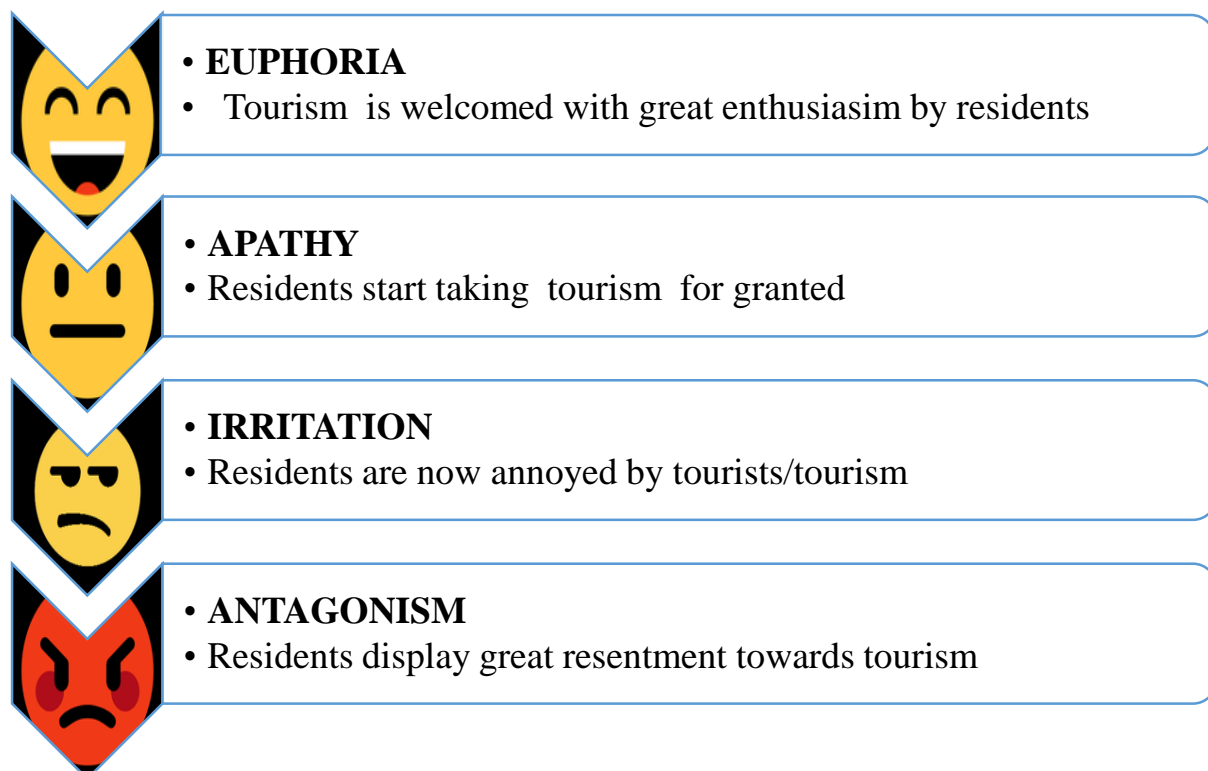 • EUPHORIA
• Tourism is welcomed with great enthusiasim by residents
• APATHY
• Residents start taking tourism for granted
• IRRITATION
• Residents are now annoyed by tourists/tourism
• ANTAGONISM
• Residents display great resentment towards tourism